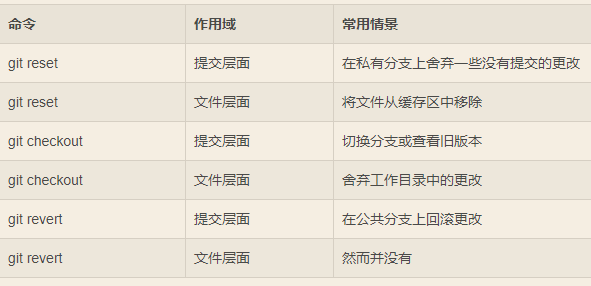 命令 作用域 常用情景
git reset 提交层面 在私有分支上舍弃一些没有提交的更改
git reset 文件层面 将文件从缓存区中移除
git checkout 提交层面 切换分支或查看旧版本
git checkout 文件层面 舍弃工作目录中的更改
git revert 提交层面 在公共分支上回滚更改
git revert 文件层面 然而并没有